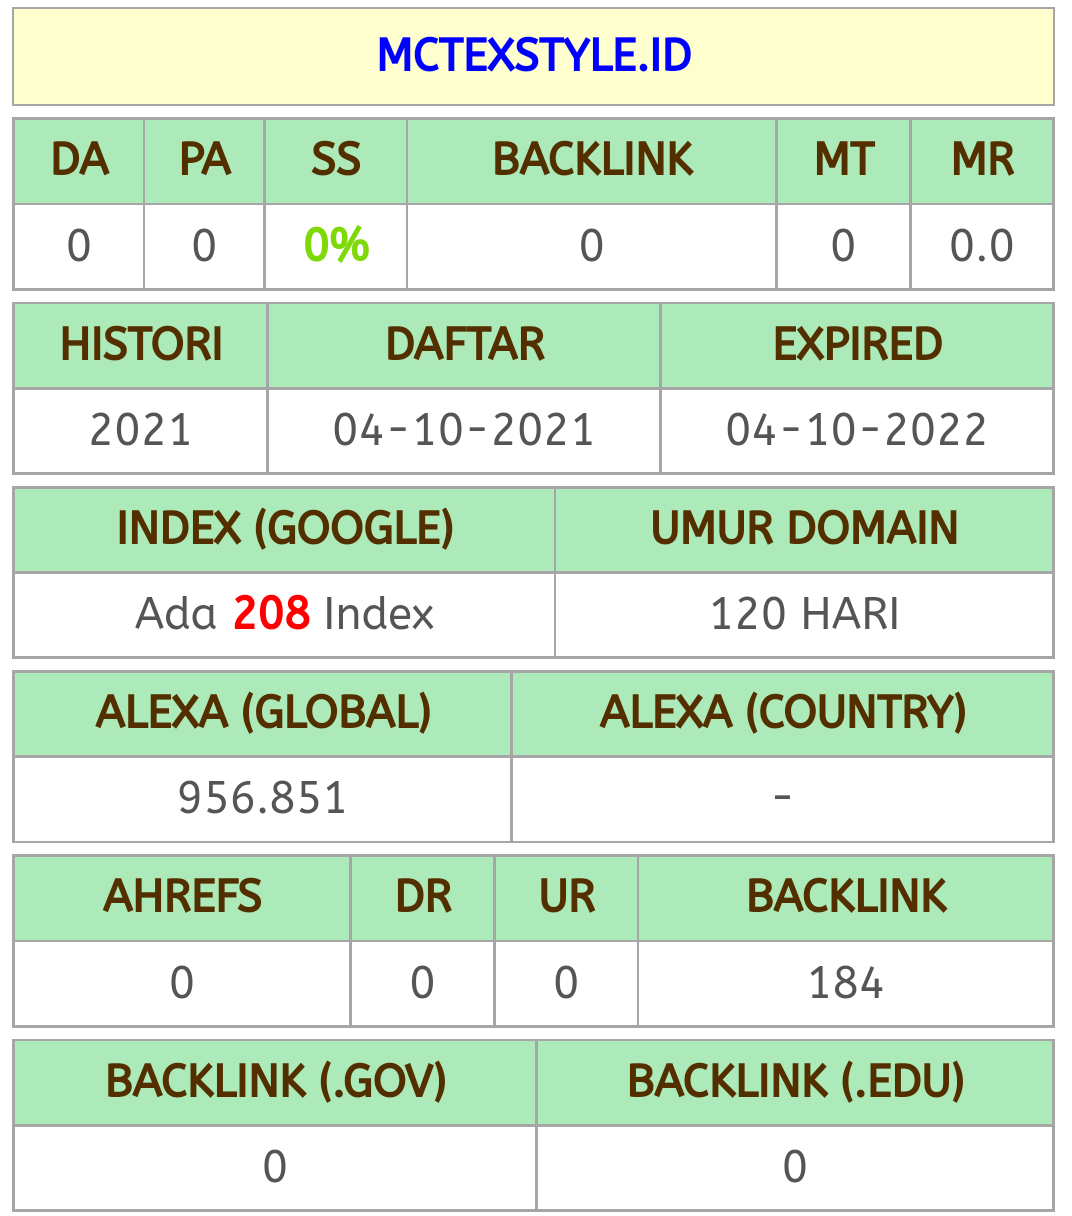 MCTEXSTYLE.ID
DA PA SS BACKLINK MT MR
0 0 0% 0 0 0.0
HISTORI DAFTAR EXPIRED
2021 04-10-2021 04-10-2022
INDEX (GOOGLE) UMUR DOMAIN
Ada 208 Index 120 HARI
ALEXA (GLOBAL) ALEXA (COUNTRY)
956.851 -
AHREFS DR UR BACKLINK
0 0 0 184
BACKLINK (.GOV) BACKLINK (.EDU)
0 0